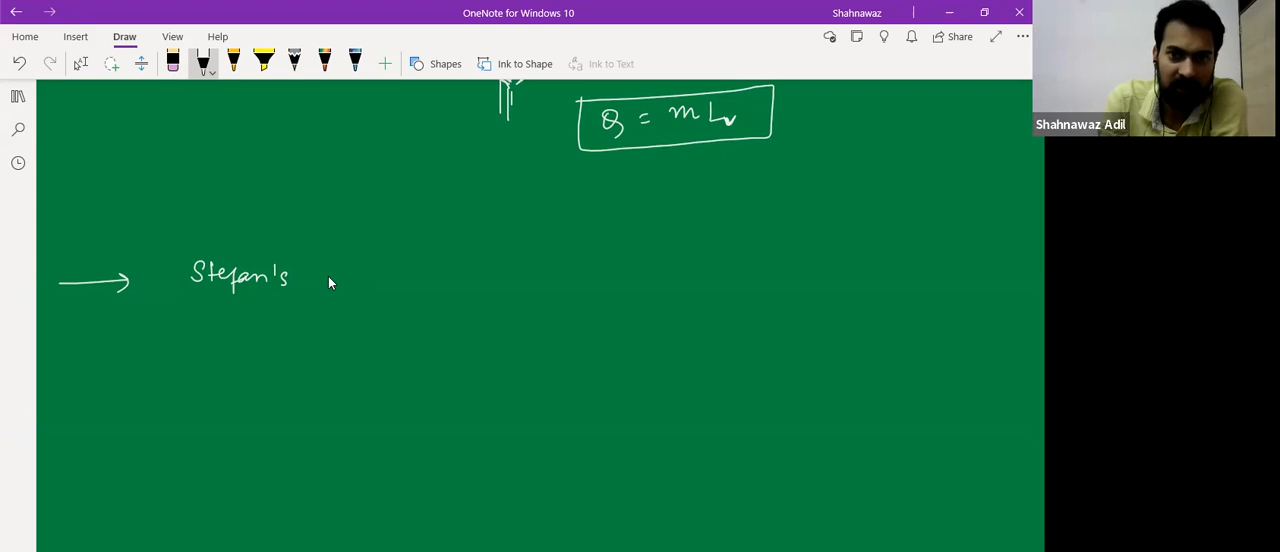 OneNote for Windows 10
Shahnawaz
Home Insert Draw View Help
Share
Shapes
Ink to Shape
Ink to Text
Shahnawaz Adil
Q = m Lv
Stefan's